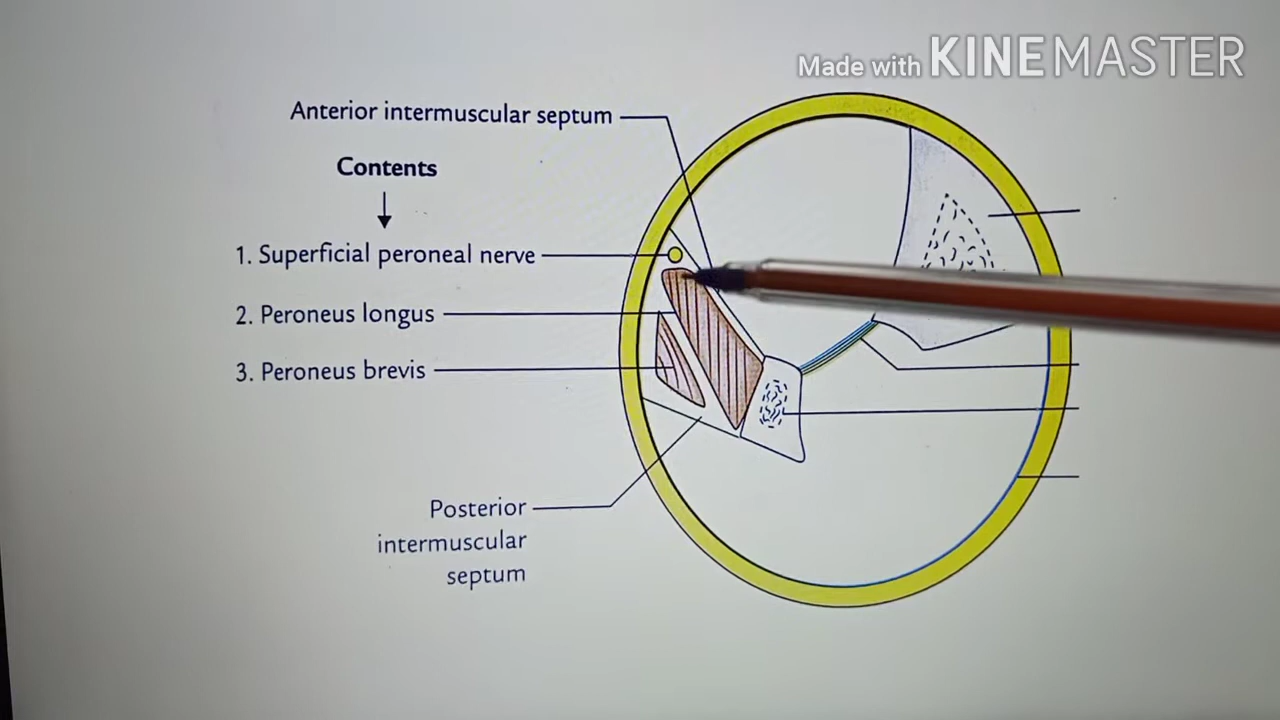 Made with KINEMASTER
Anterior intermuscular septum
Contents
1. Superficial peroneal nerve
2. Peroneus longus
3. Peroneus brevis
Posterior
intermuscular
septum